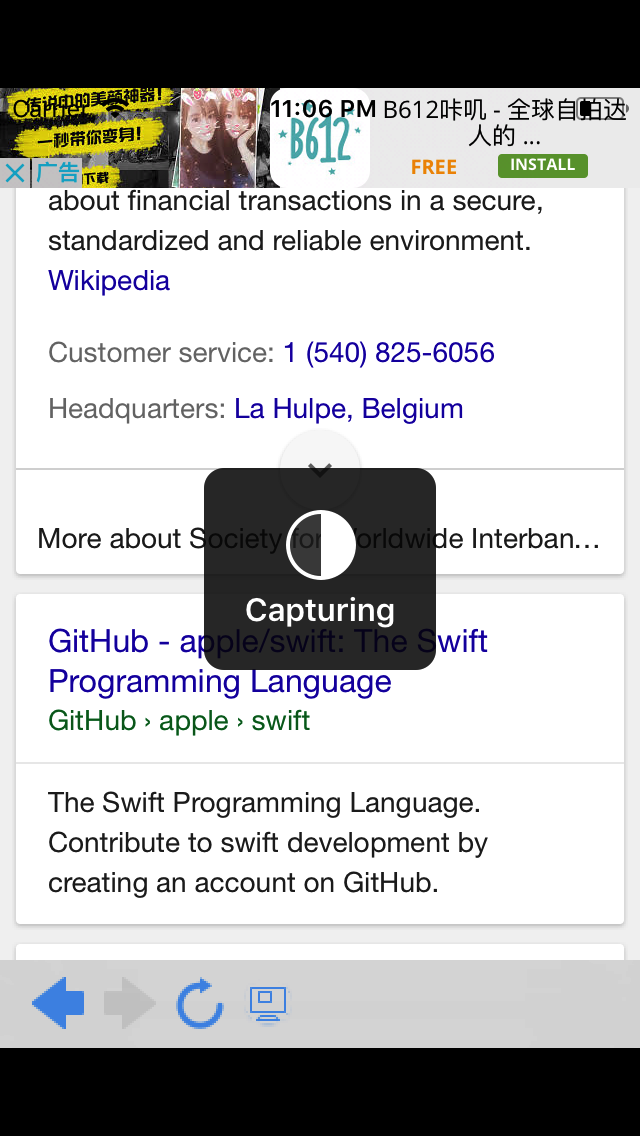 传说中的美颜神器!
Carrier
11:06 PM
B612咔叽 - 全球自拍达
人的 ...
一秒带你变身!
B612
FREE
INSTALL
广告
下载
about financial transactions in a secure,
standardized and reliable environment.
Wikipedia
Customer service: 1 (540) 825-6056
Headquarters: La Hulpe, Belgium
More about Society for Worldwide Interban...
Capturing
GitHub - apple/swift: The Swift
Programming Language
GitHub › apple › swift
The Swift Programming Language.
Contribute to swift development by
creating an account on GitHub.